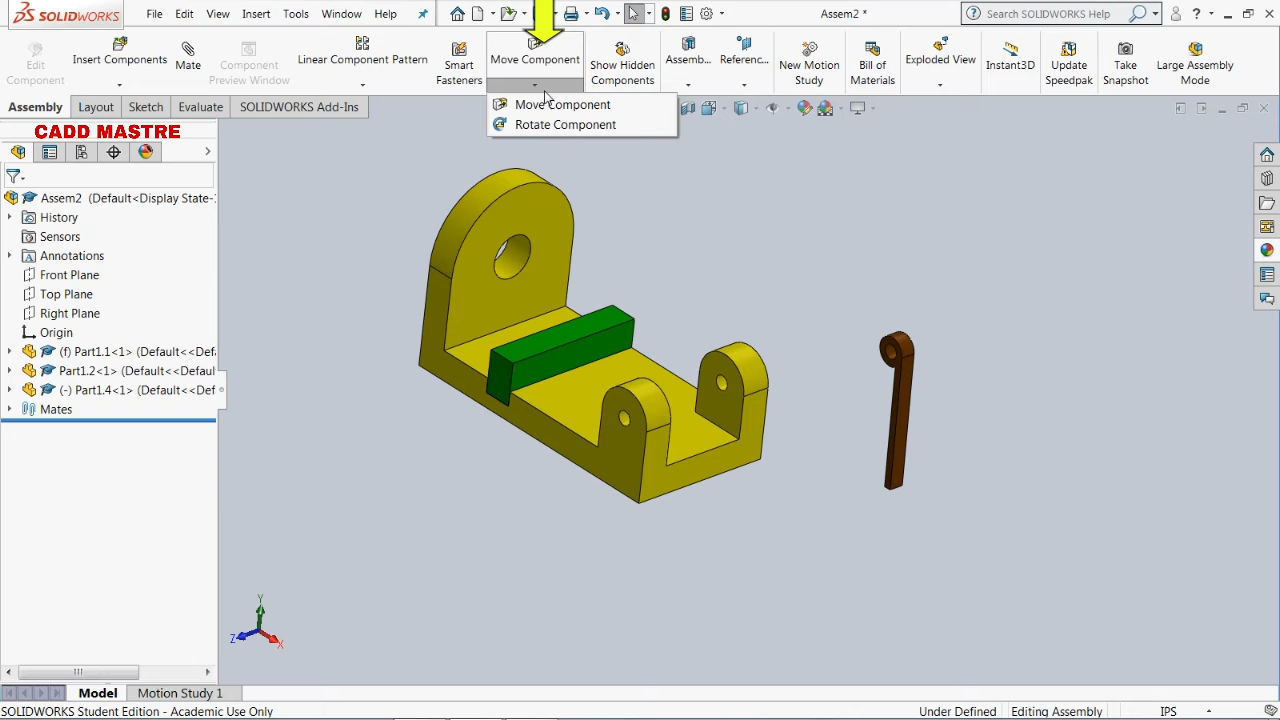 SOLIDWORKS File Edit View Insert Tools Window Help Assem2 * Search SOLIDWORKS Help
Edit Component
Insert Components
Mate
Component Preview Window
Linear Component Pattern
Smart Fasteners
Move Component
Show Hidden Components
Assemb...
Referenc...
New Motion Study
Bill of Materials
Exploded View
Instant3D
Update Speedpak
Take Snapshot
Large Assembly Mode
Move Component
Rotate Component
Assembly Layout Sketch Evaluate SOLIDWORKS Add-Ins
CADD MASTRE
Assem2 (Default<Display State-
History
Sensors
Annotations
Front Plane
Top Plane
Right Plane
Origin
(f) Part1.1<1> (Default<<Def
Part1.2<1> (Default<<Defaul
(-) Part1.4<1> (Default<<Def
Mates
Y
Z
X
Model Motion Study 1
SOLIDWORKS Student Edition - Academic Use Only Under Defined Editing Assembly IPS